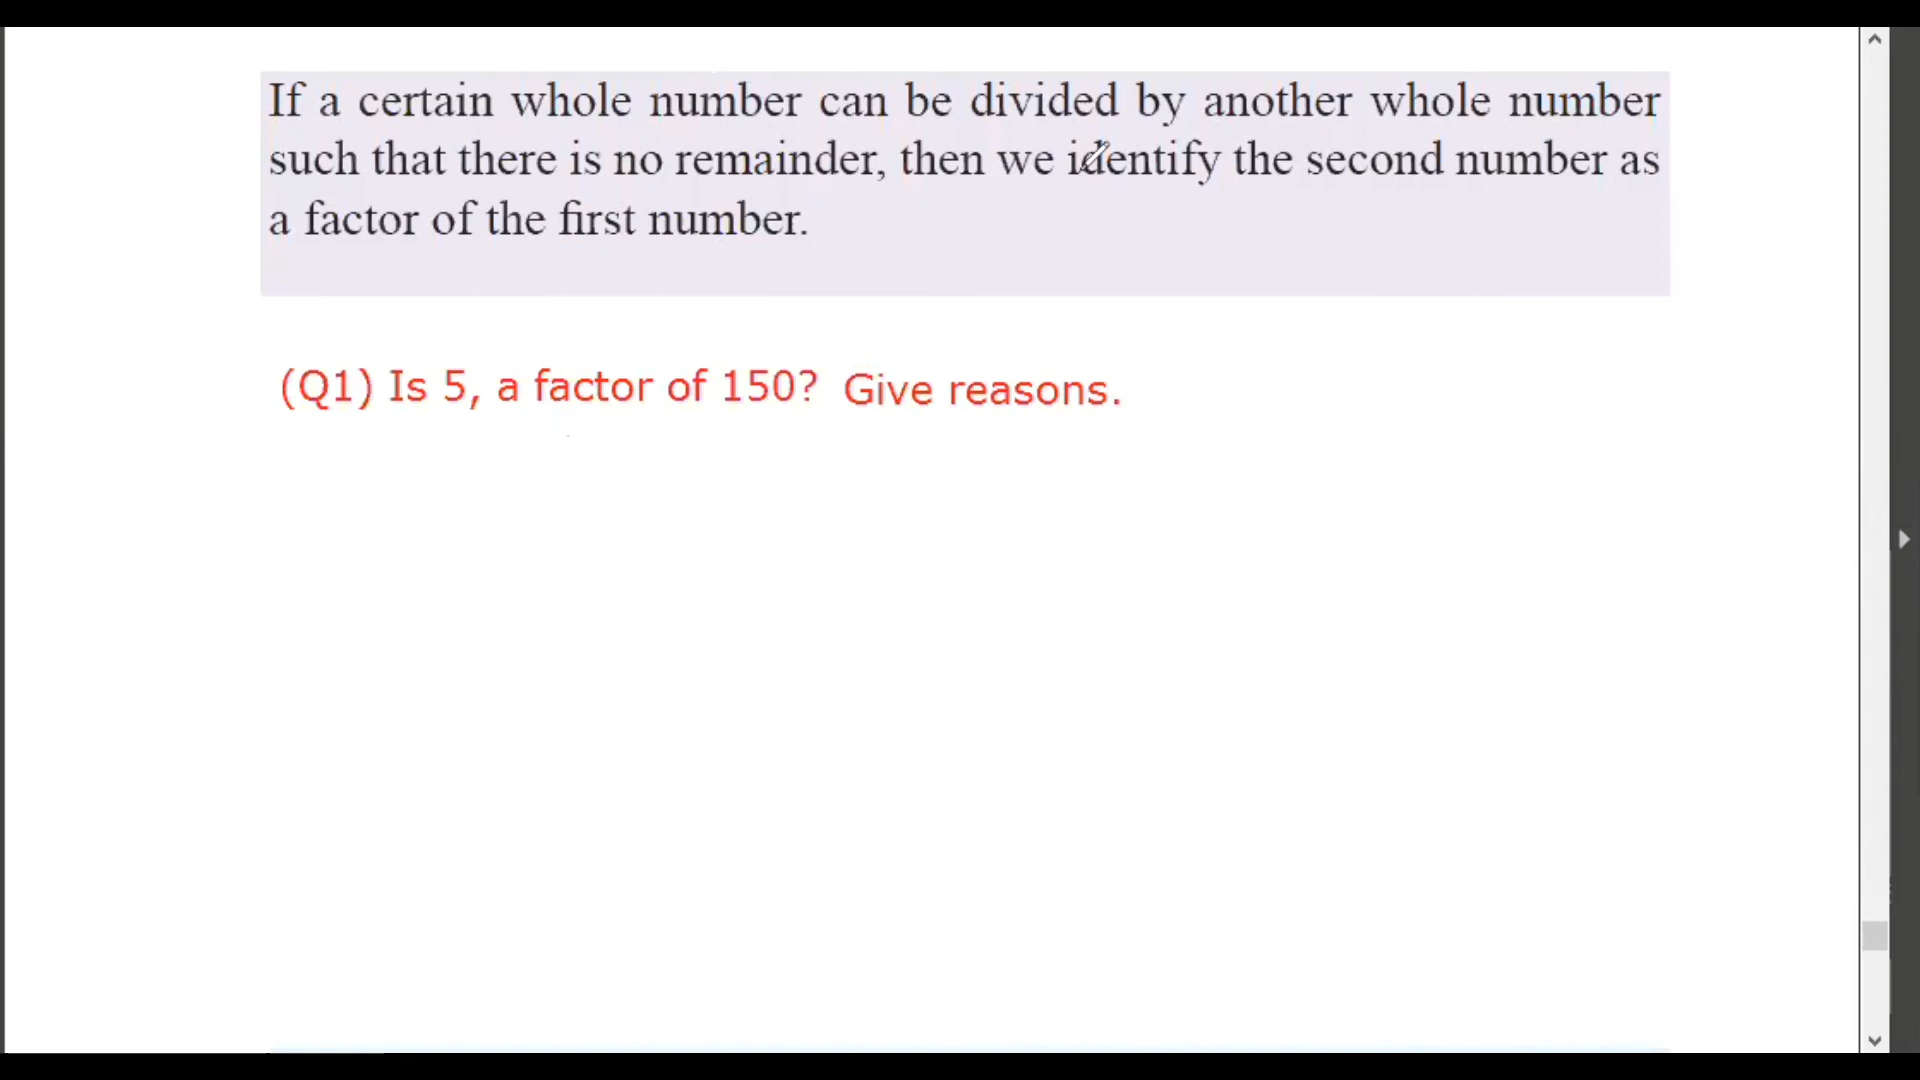 If a certain whole number can be divided by another whole number
such that there is no remainder, then we identify the second number as
a factor of the first number.
(Q1) Is 5, a factor of 150? Give reasons.